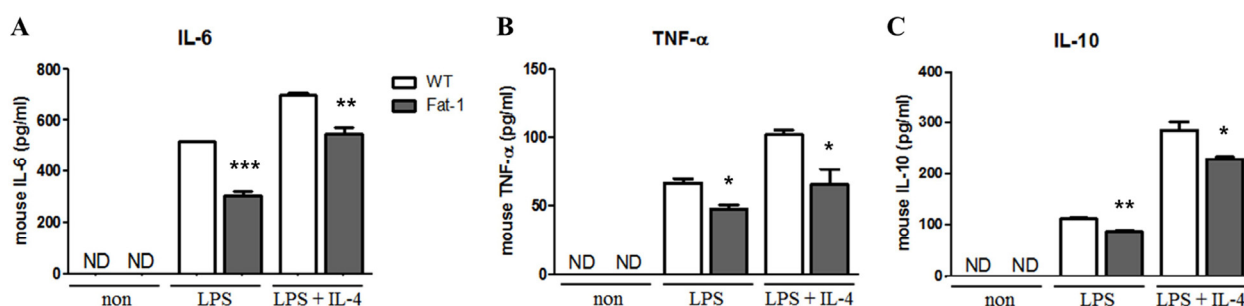 A
IL-6
mouse IL-6 (pg/ml)
800
600
400
200
0
ND ND
***
**
non LPS LPS + IL-4
WT
Fat-1
B
TNF-α
mouse TNF-α (pg/ml)
150
100
50
0
ND ND
*
*
non LPS LPS + IL-4
C
IL-10
mouse IL-10 (pg/ml)
400
300
200
100
0
ND ND
**
*
non LPS LPS + IL-4